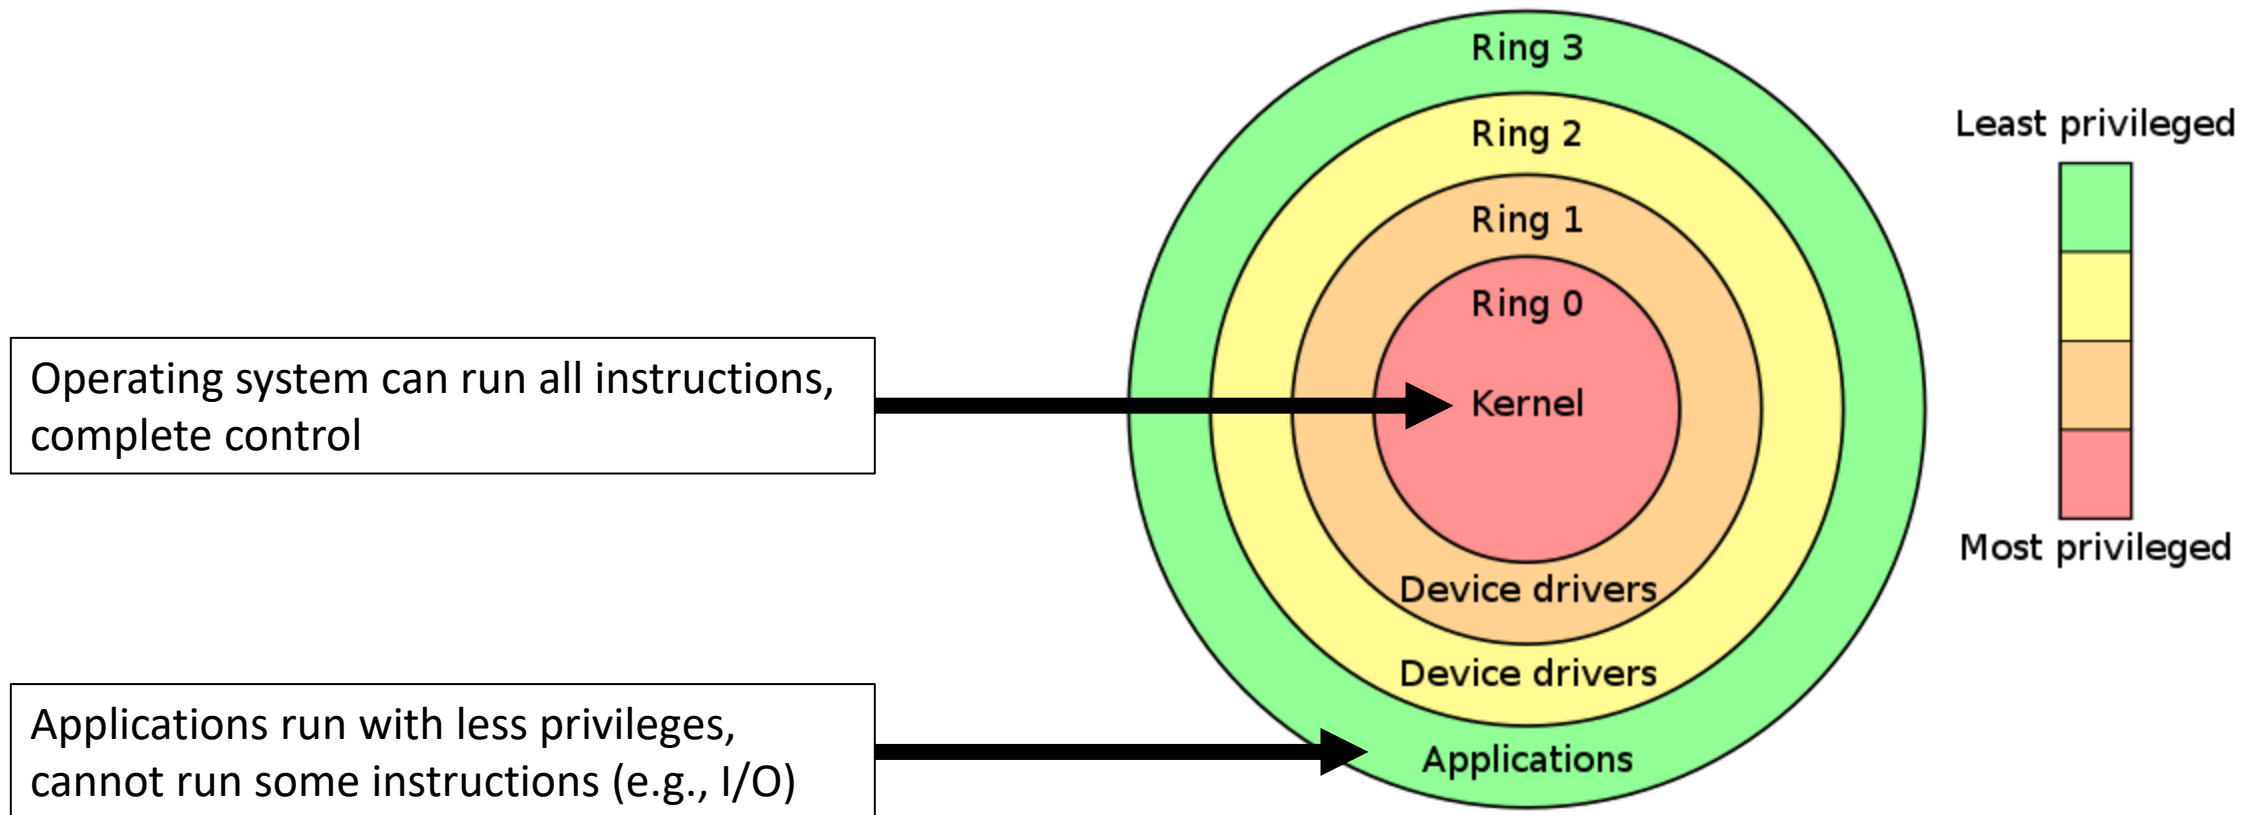 Operating system can run all instructions,
complete control
Applications run with less privileges,
cannot run some instructions (e.g., I/O)
Ring 3
Ring 2
Ring 1
Ring 0
Kernel
Device drivers
Device drivers
Applications
Least privileged
Most privileged